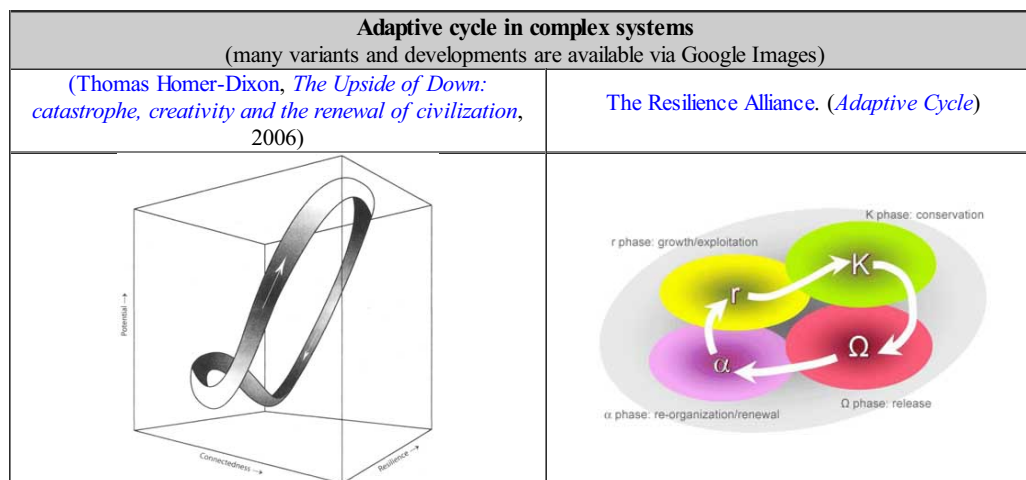 Adaptive cycle in complex systems
(many variants and developments are available via Google Images)
(Thomas Homer-Dixon, The Upside of Down:
catastrophe, creativity and the renewal of civilization,
2006)
The Resilience Alliance. (Adaptive Cycle)
Potential →
Connectedness →
Resilience →
K phase: conservation
r phase: growth/exploitation
K
r
Ω
α
Ω phase: release
α phase: re-organization/renewal